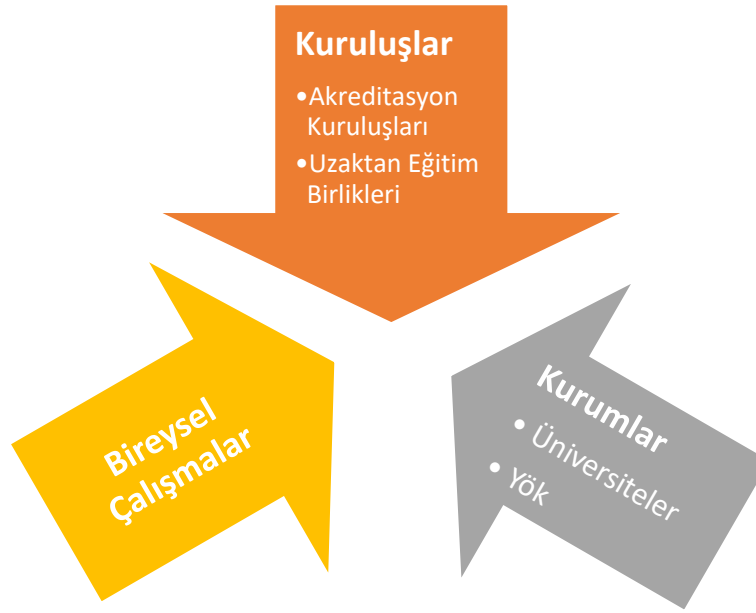 Kuruluşlar
•Akreditasyon
Kuruluşları
•Uzaktan Eğitim
Birlikleri
Bireysel
Çalışmalar
Kurumlar
• Üniversiteler
• Yök